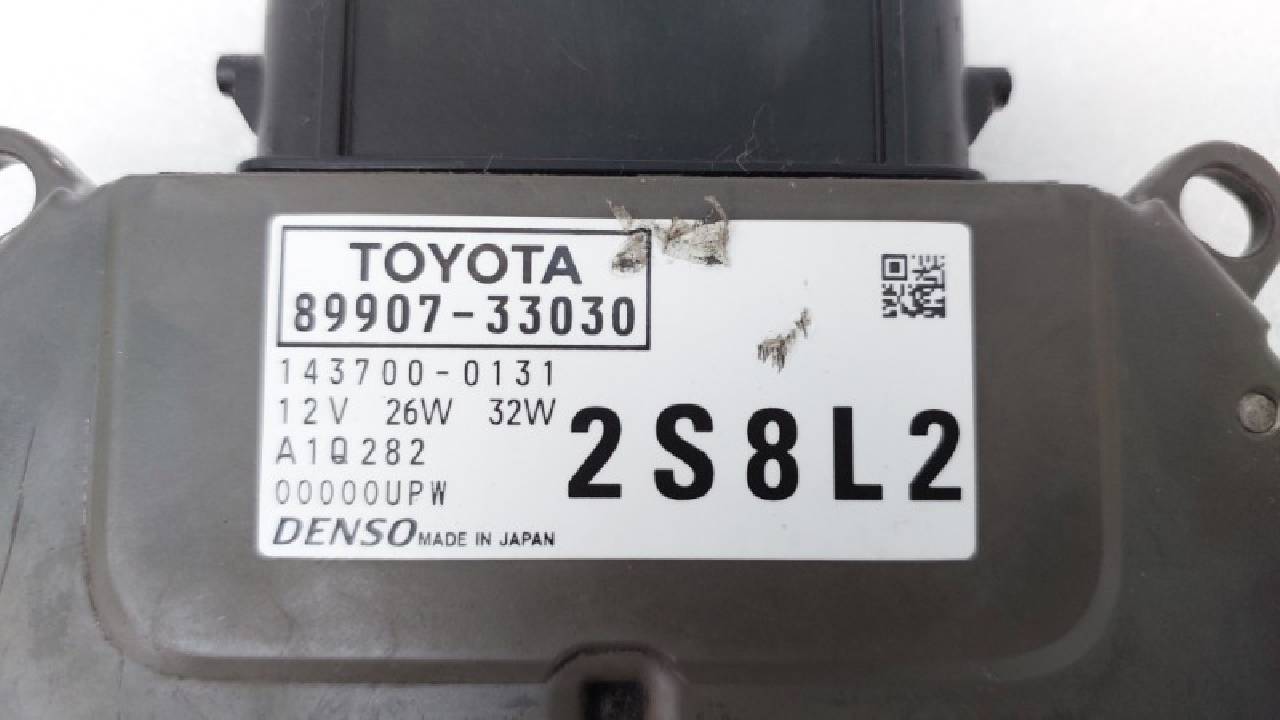 TOYOTA
89907-33030
143700-0131
12V 26W 32W
A1Q282
00000UPW
2S8L2
DENSO MADE IN JAPAN